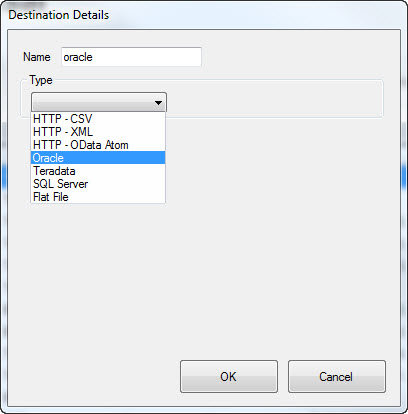 Destination Details
Name oracle
Type
HTTP - CSV
HTTP - XML
HTTP - OData Atom
Oracle
Teradata
SQL Server
Flat File
OK Cancel